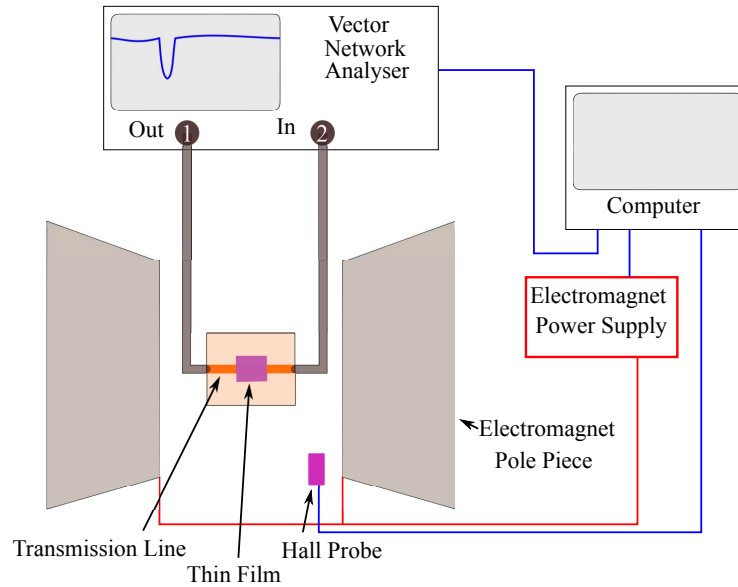 Vector
Network
Analyser
Out
In
1
2
Computer
Electromagnet
Power Supply
Electromagnet
Pole Piece
Transmission Line
Thin Film
Hall Probe